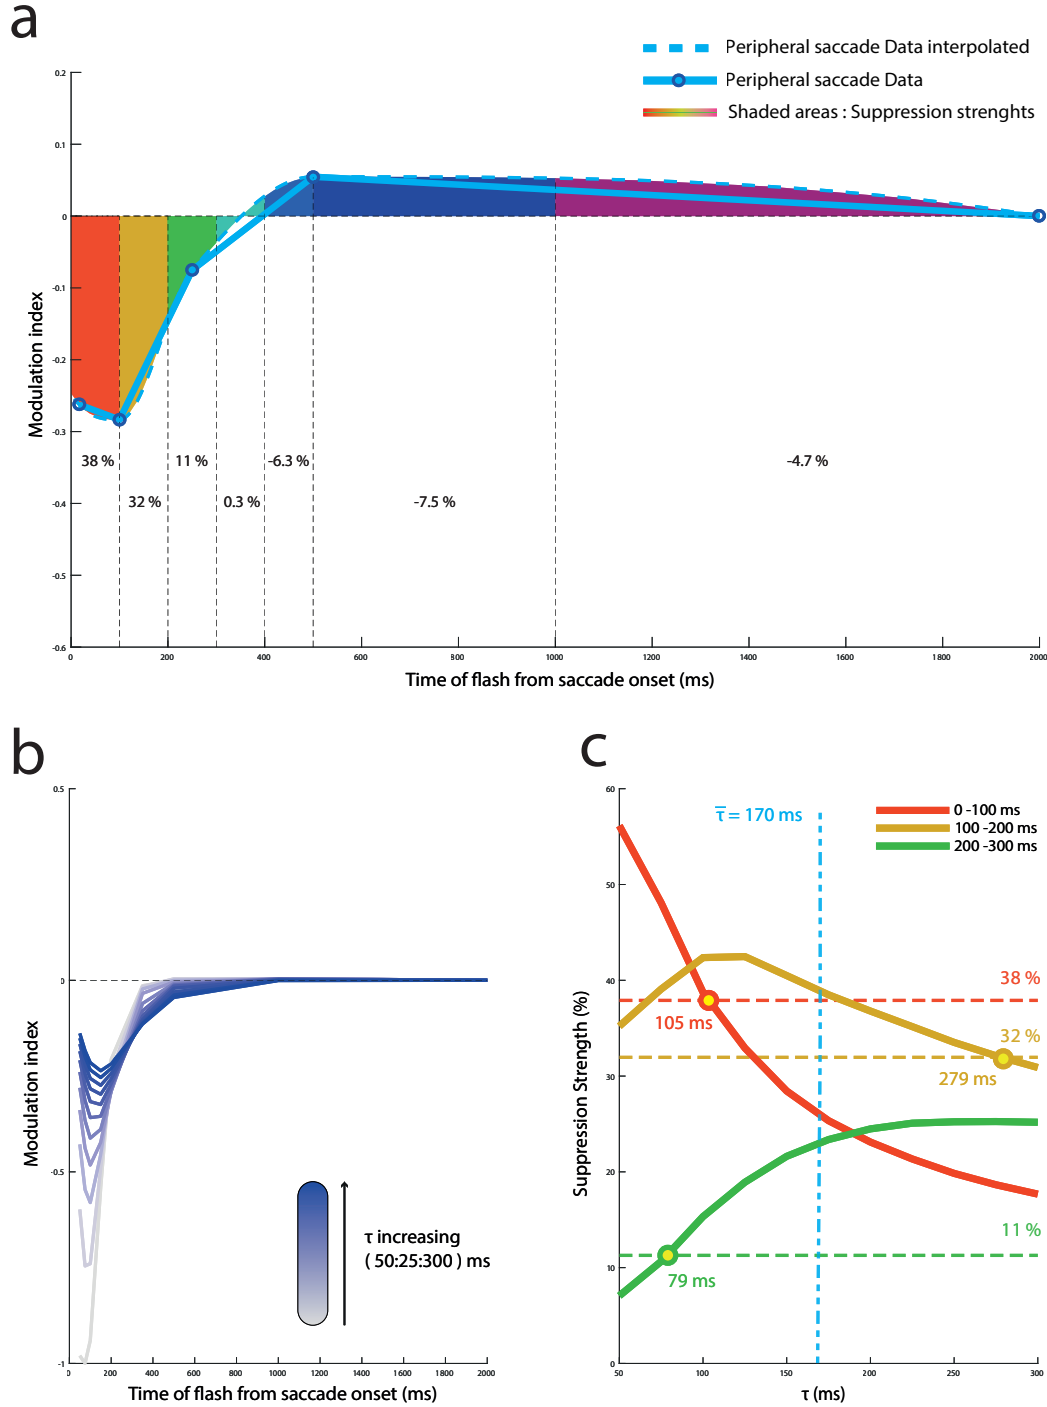 a
Peripheral saccade Data interpolated
Peripheral saccade Data
Shaded areas : Suppression strenghts
0.2
0.1
0
-0.1
-0.2
-0.3
-0.4
-0.5
-0.6
Modulation index
38 %
11 %
-6.3 %
-4.7 %
32 %
0.3 %
-7.5 %
0
200
400
600
800
1000
1200
1400
1600
1800
2000
Time of flash from saccade onset (ms)
b
0.5
0
-0.5
-1
Modulation index
τ increasing
( 50:25:300 ) ms
0
200
400
600
800
1000
1200
1400
1600
1800
2000
Time of flash from saccade onset (ms)
c
60
50
40
30
20
10
0
Suppression Strength (%)
τ̅ = 170 ms
0 -100 ms
100 -200 ms
200 -300 ms
38 %
105 ms
32 %
279 ms
11 %
79 ms
50
100
150
200
250
300
τ (ms)